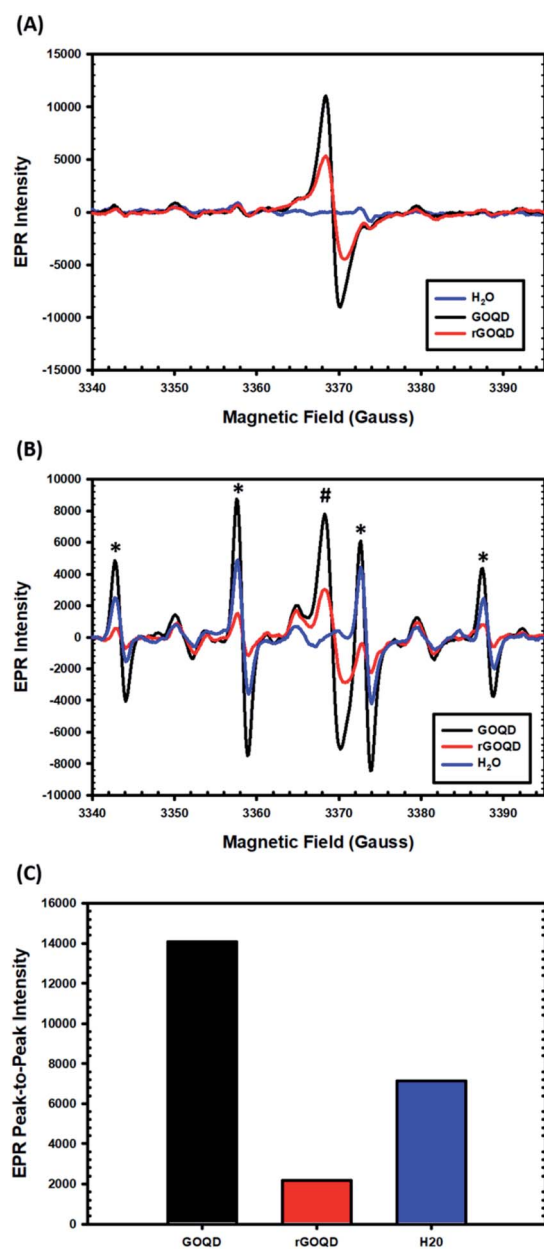 (A)
15000
10000
5000
0
-5000
-10000
-15000
EPR Intensity
H₂O
GOQD
rGOQD
3340 3350 3360 3370 3380 3390
Magnetic Field (Gauss)
(B)
10000
8000
6000
4000
2000
0
-2000
-4000
-6000
-8000
-10000
EPR Intensity
* * # * *
GOQD
rGOQD
H₂O
3340 3350 3360 3370 3380 3390
Magnetic Field (Gauss)
(C)
16000
14000
12000
10000
8000
6000
4000
2000
0
EPR Peak-to-Peak Intensity
GOQD rGOQD H20